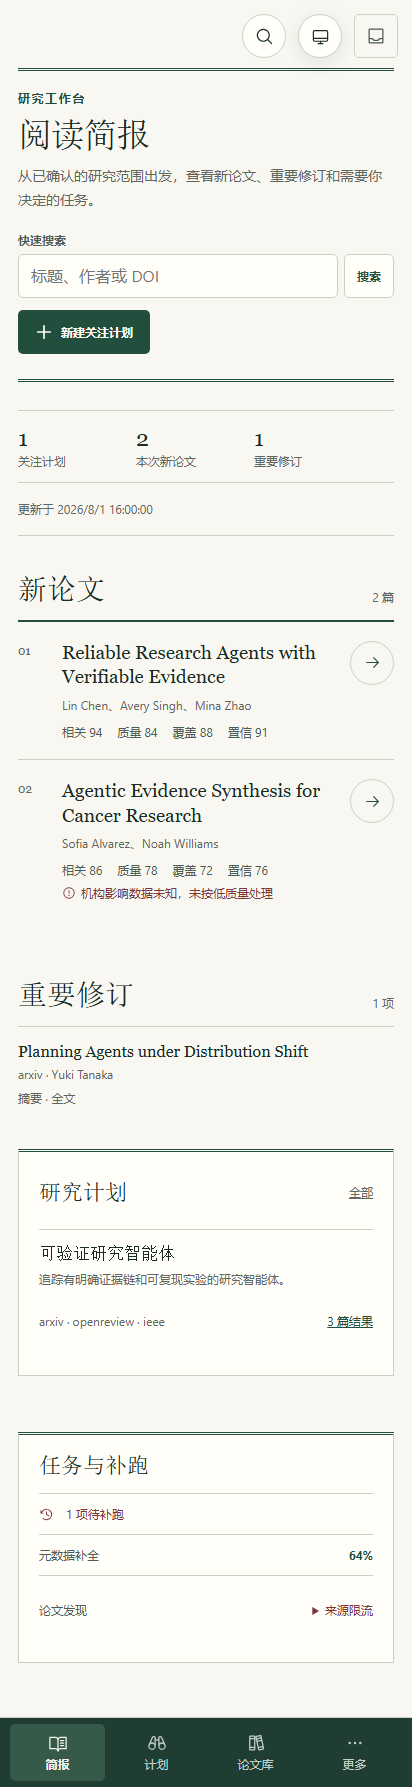 研究工作台
阅读简报
从已确认的研究范围出发，查看新论文、重要修订和需要你
决定的任务。
快速搜索
标题、作者或 DOI
搜索
新建关注计划
1
关注计划
2
本次新论文
1
重要修订
更新于 2026/8/1 16:00:00
新论文
2 篇
01
Reliable Research Agents with
Verifiable Evidence
Lin Chen、Avery Singh、Mina Zhao
相关 94 质量 84 覆盖 88 置信 91
02
Agentic Evidence Synthesis for
Cancer Research
Sofia Alvarez、Noah Williams
相关 86 质量 78 覆盖 72 置信 76
机构影响数据未知，未按低质量处理
重要修订
1 项
Planning Agents under Distribution Shift
arxiv · Yuki Tanaka
摘要 · 全文
研究计划
全部
可验证研究智能体
追踪有明确证据链和可复现实验的研究智能体。
arxiv · openreview · ieee
3 篇结果
任务与补跑
1 项待补跑
元数据补全
64%
论文发现
来源限流
简报
计划
论文库
更多